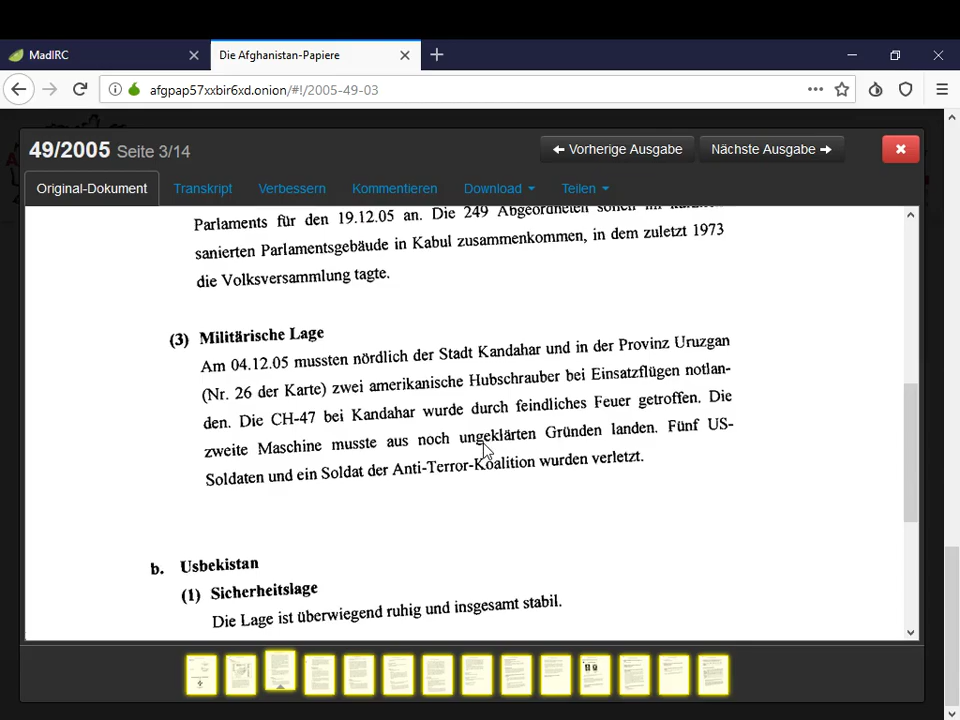 MadIRC
Die Afghanistan-Papiere
afgpap57xxbir6xd.onion/#!/2005-49-03
49/2005 Seite 3/14
Vorherige Ausgabe
Nächste Ausgabe
Original-Dokument
Transkript
Verbessern
Kommentieren
Download
Teilen
Parlaments für den 19.12.05 an. Die 249 Abgeordneten sollen im
sanierten Parlamentsgebäude in Kabul zusammenkommen, in dem zuletzt 1973
die Volksversammlung tagte.
(3) Militärische Lage
Am 04.12.05 mussten nördlich der Stadt Kandahar und in der Provinz Uruzgan
(Nr. 26 der Karte) zwei amerikanische Hubschrauber bei Einsatzflügen notlan-
den. Die CH-47 bei Kandahar wurde durch feindliches Feuer getroffen. Die
zweite Maschine musste aus noch ungeklärten Gründen landen. Fünf US-
Soldaten und ein Soldat der Anti-Terror-Koalition wurden verletzt.
b. Usbekistan
(1) Sicherheitslage
Die Lage ist überwiegend ruhig und insgesamt stabil.